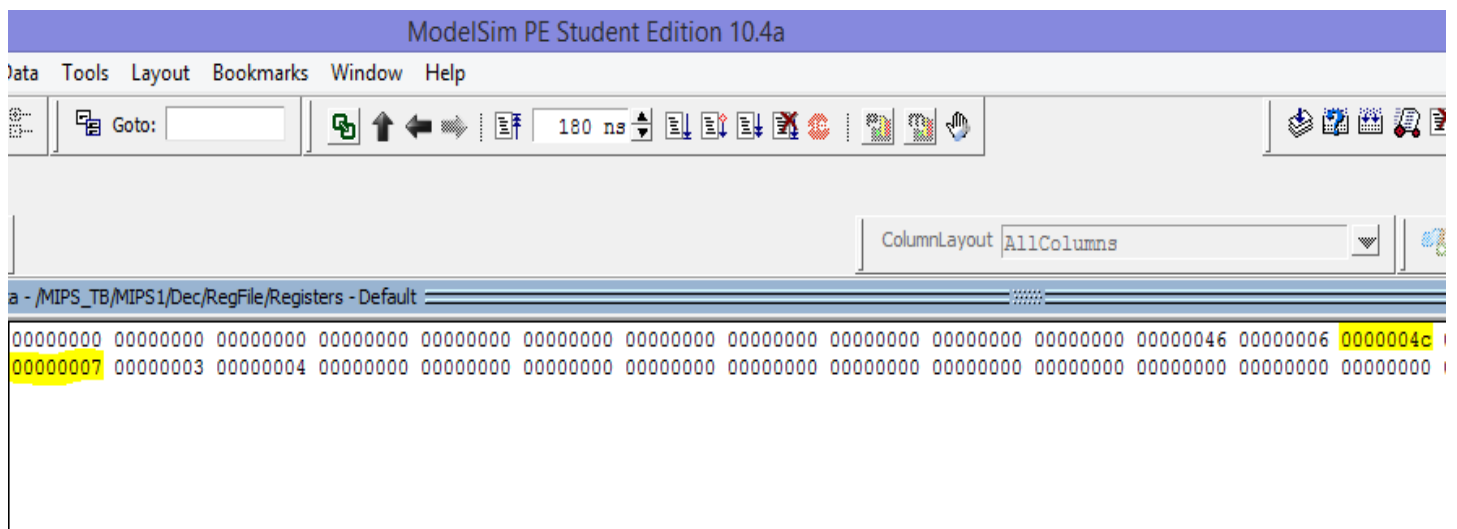 ModelSim PE Student Edition 10.4a
Tools Layout Bookmarks Window Help
Goto: 180 ns
ColumnLayout AllColumns
a - /MIPS_TB/MIPS1/Dec/RegFile/Registers - Default
00000000 00000000 00000000 00000000 00000000 00000000 00000000 00000000 00000000 00000000 00000000 00000046 00000006 0000004c
00000007 00000003 00000004 00000000 00000000 00000000 00000000 00000000 00000000 00000000 00000000 00000000 00000000 00000000